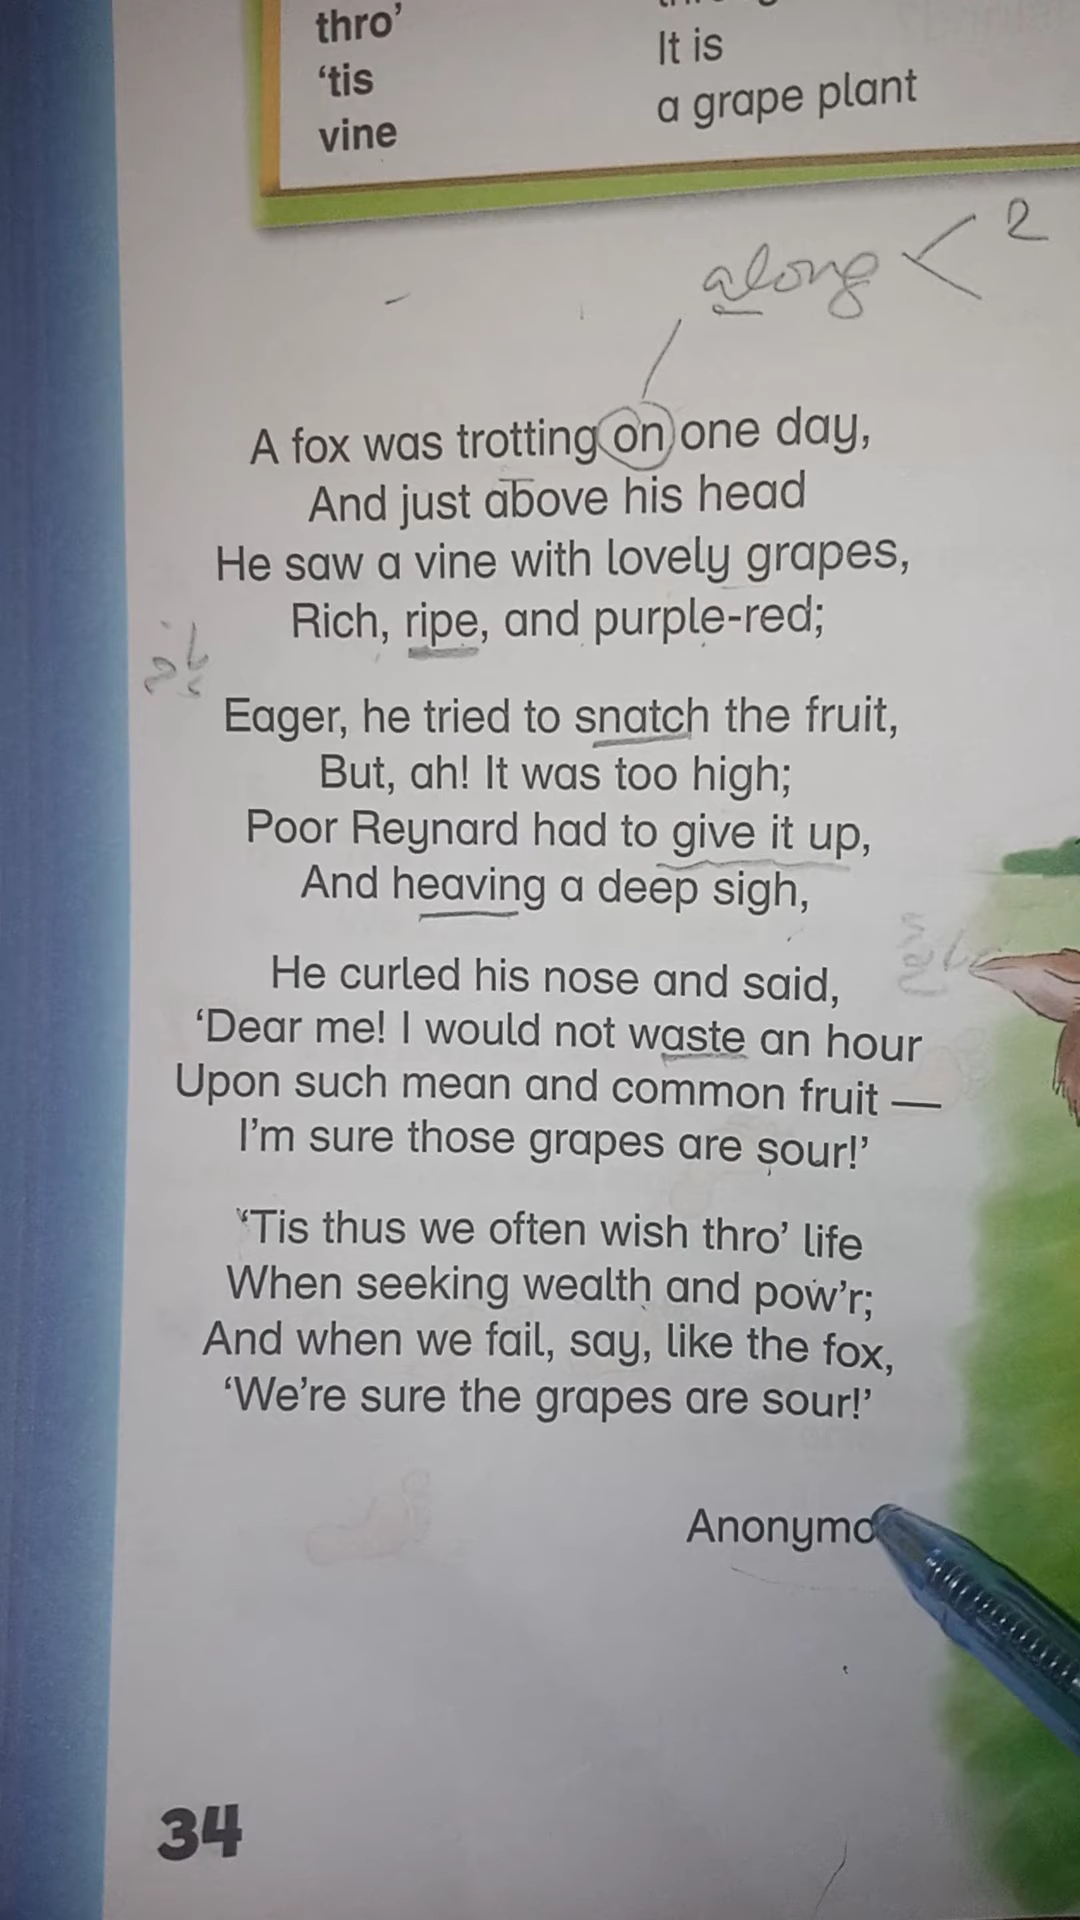 thro’
‘tis It is
vine a grape plant
along < 2
A fox was trotting on one day,
And just above his head
He saw a vine with lovely grapes,
Rich, ripe, and purple-red;
Eager, he tried to snatch the fruit,
But, ah! It was too high;
Poor Reynard had to give it up,
And heaving a deep sigh,
He curled his nose and said,
‘Dear me! I would not waste an hour
Upon such mean and common fruit —
I’m sure those grapes are sour!’
‘Tis thus we often wish thro’ life
When seeking wealth and pow’r;
And when we fail, say, like the fox,
‘We’re sure the grapes are sour!’
Anonymo
34